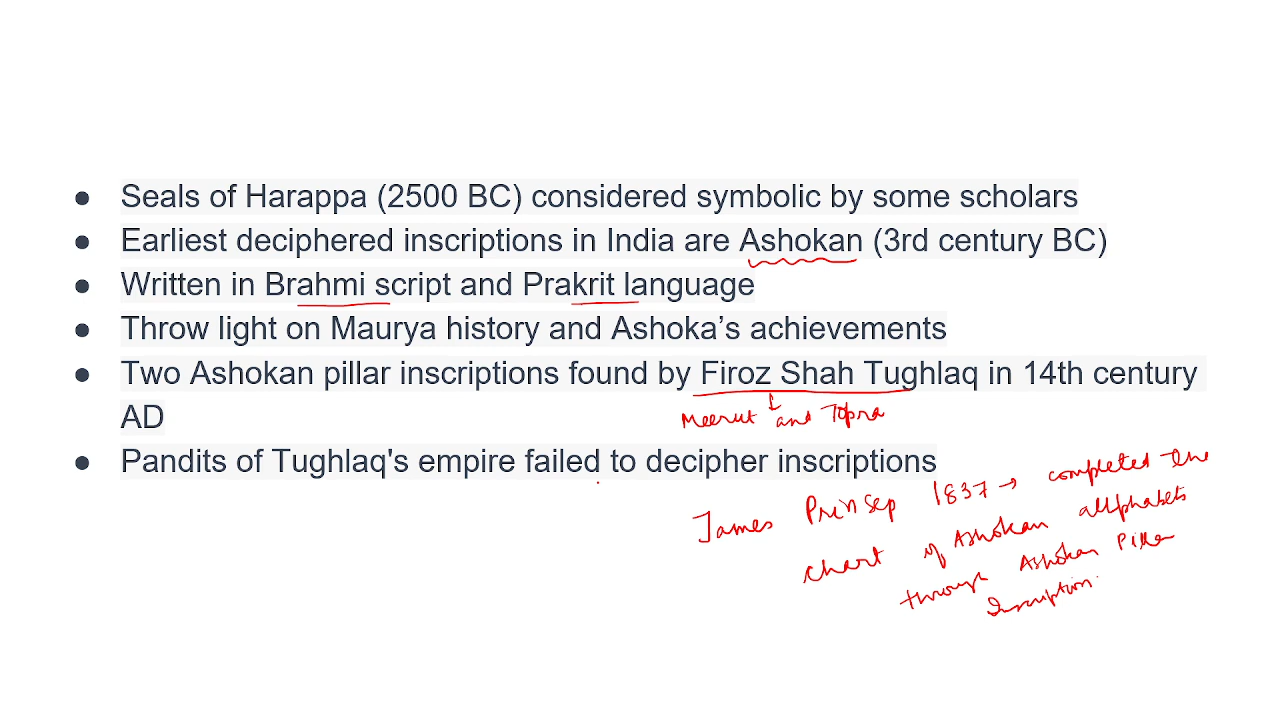 ● Seals of Harappa (2500 BC) considered symbolic by some scholars
● Earliest deciphered inscriptions in India are Ashokan (3rd century BC)
● Written in Brahmi script and Prakrit language
● Throw light on Maurya history and Ashoka’s achievements
● Two Ashokan pillar inscriptions found by Firoz Shah Tughlaq in 14th century
AD
Meerut and Topra
● Pandits of Tughlaq's empire failed to decipher inscriptions
James Prinsep 1837 → completed the
chart of Ashokan allphabets
through Ashokan Pillar
Inscription.